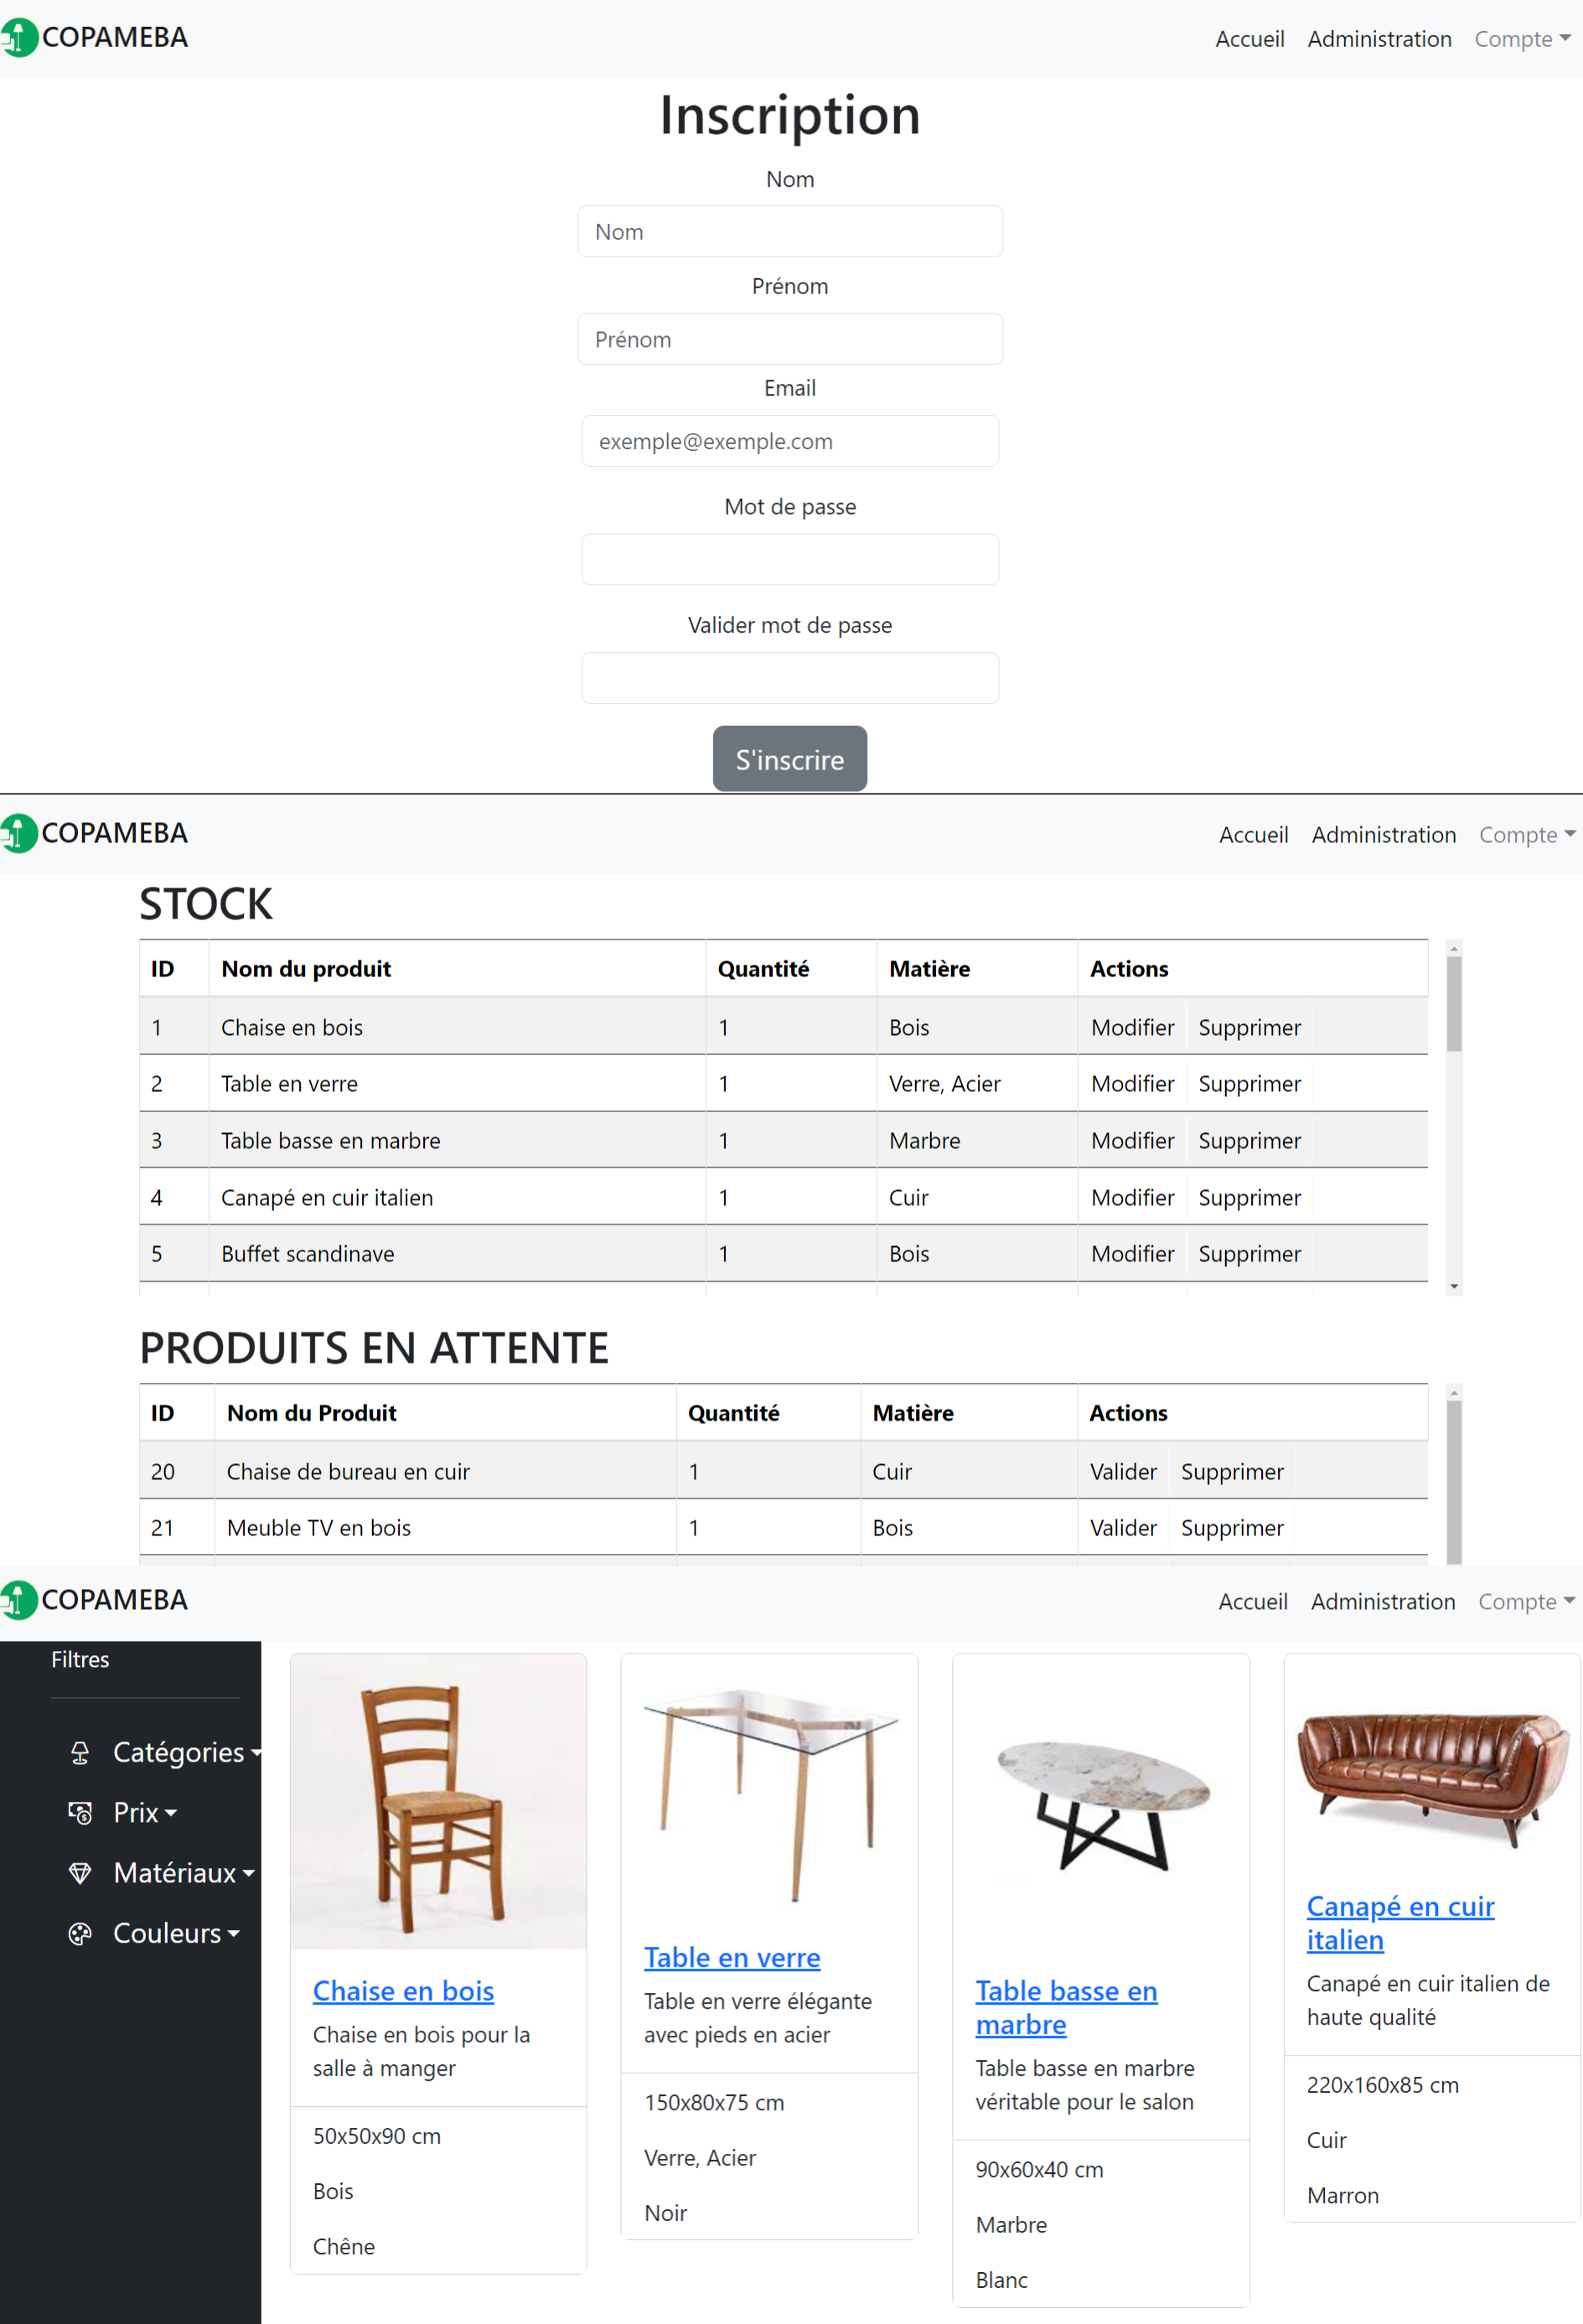 COPAMEBA Accueil Administration Compte
Inscription
Nom
Nom
Prénom
Prénom
Email
exemple@exemple.com
Mot de passe
Valider mot de passe
S'inscrire
COPAMEBA Accueil Administration Compte
STOCK
ID Nom du produit Quantité Matière Actions
1 Chaise en bois 1 Bois Modifier Supprimer
2 Table en verre 1 Verre, Acier Modifier Supprimer
3 Table basse en marbre 1 Marbre Modifier Supprimer
4 Canapé en cuir italien 1 Cuir Modifier Supprimer
5 Buffet scandinave 1 Bois Modifier Supprimer
PRODUITS EN ATTENTE
ID Nom du Produit Quantité Matière Actions
20 Chaise de bureau en cuir 1 Cuir Valider Supprimer
21 Meuble TV en bois 1 Bois Valider Supprimer
COPAMEBA Accueil Administration Compte
Filtres
Catégories
Prix
Matériaux
Couleurs
Chaise en bois
Chaise en bois pour la
salle à manger
50x50x90 cm
Bois
Chêne
Table en verre
Table en verre élégante
avec pieds en acier
150x80x75 cm
Verre, Acier
Noir
Table basse en
marbre
Table basse en marbre
véritable pour le salon
90x60x40 cm
Marbre
Blanc
Canapé en cuir
italien
Canapé en cuir italien de
haute qualité
220x160x85 cm
Cuir
Marron